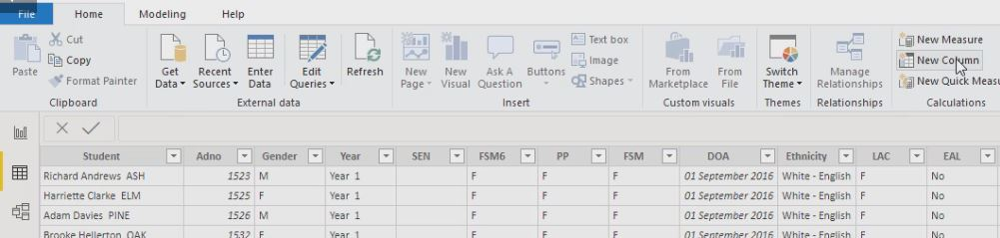 File Home Modeling Help
Cut
Copy
Format Painter
Paste
Clipboard
Get Data
Recent Sources
Enter Data
Edit Queries
External data
Refresh
New Page
New Visual
Ask A Question
Buttons
Text box
Image
Shapes
Insert
From Marketplace
From File
Custom visuals
Switch Theme
Themes
Manage Relationships
Relationships
New Measure
New Column
New Quick Measu
Calculations
Student Adno Gender Year SEN FSM6 PP FSM DOA Ethnicity LAC EAL
Richard Andrews ASH 1523 M Year 1 F F F 01 September 2016 White - English F No
Harriette Clarke ELM 1525 F Year 1 F F F 01 September 2016 White - English F No
Adam Davies PINE 1526 M Year 1 F F F 01 September 2016 White - English F No
Brooke Hellerton OAK 1532 F Year 1 F F F 01 September 2016 White - English F No